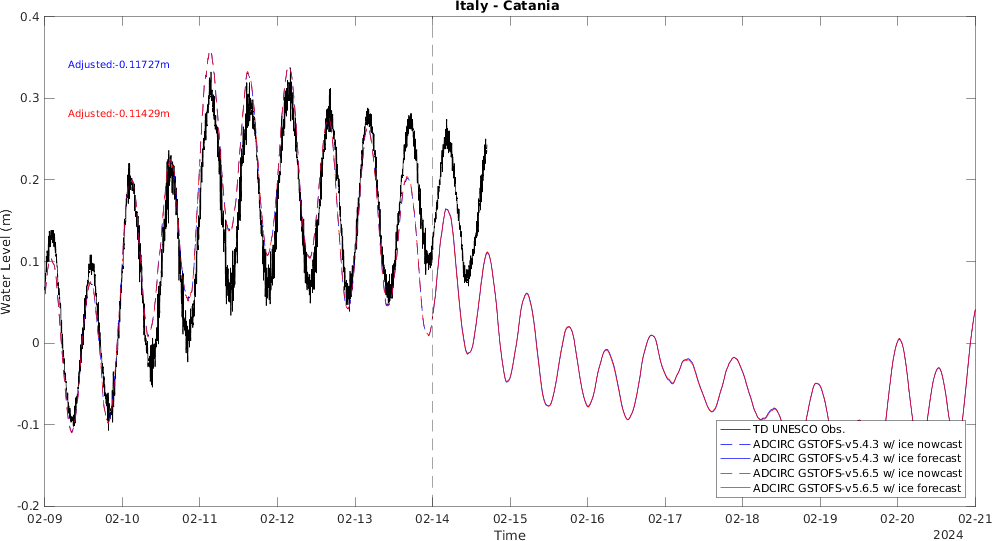 Italy - Catania
0.4
0.3
0.2
0.1
0
-0.1
-0.2
Water Level (m)
Adjusted:-0.11727m
Adjusted:-0.11429m
TD UNESCO Obs.
ADCIRC GSTOFS-v5.4.3 w/ ice nowcast
ADCIRC GSTOFS-v5.4.3 w/ ice forecast
ADCIRC GSTOFS-v5.6.5 w/ ice nowcast
ADCIRC GSTOFS-v5.6.5 w/ ice forecast
02-09 02-10 02-11 02-12 02-13 02-14 02-15 02-16 02-17 02-18 02-19 02-20 02-21
Time
2024